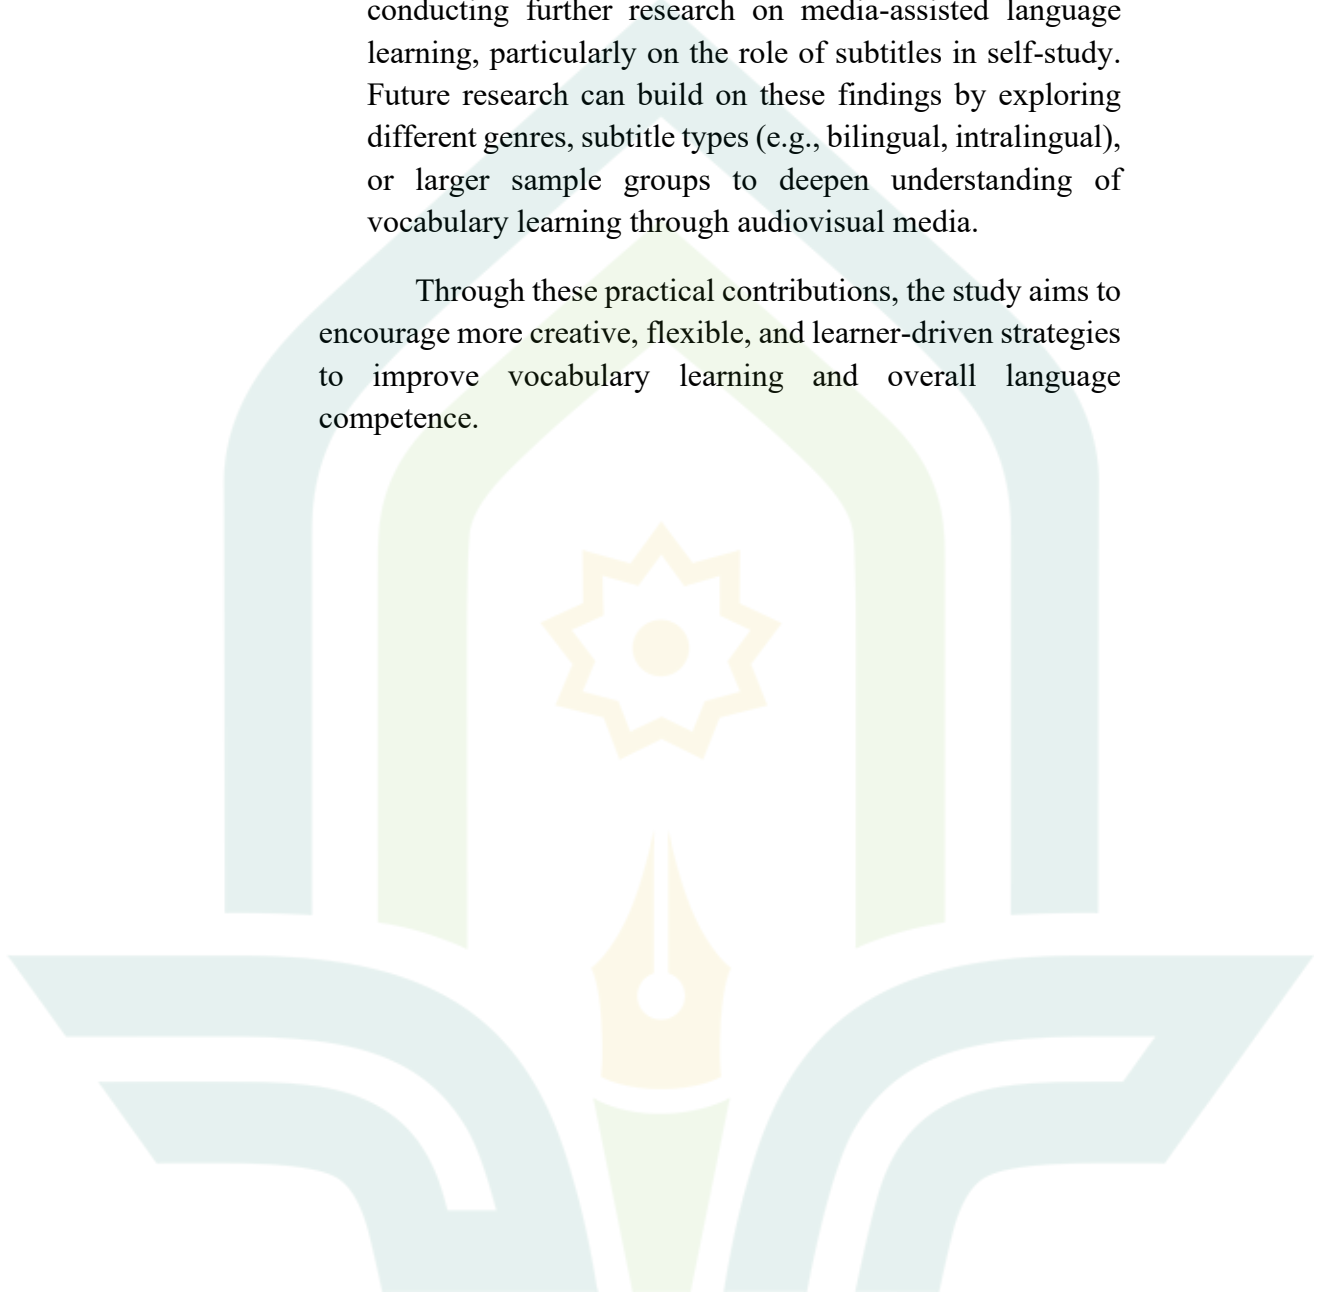 conducting further research on media-assisted language
learning, particularly on the role of subtitles in self-study.
Future research can build on these findings by exploring
different genres, subtitle types (e.g., bilingual, intralingual),
or larger sample groups to deepen understanding of
vocabulary learning through audiovisual media.
Through these practical contributions, the study aims to
encourage more creative, flexible, and learner-driven strategies
to improve vocabulary learning and overall language
competence.